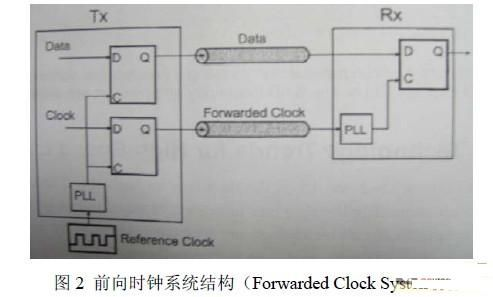 Tx
Rx
Data
D Q
C
Data
D Q
C
Clock
D Q
C
Forwarded Clock
PLL
PLL
Reference Clock
图 2 前向时钟系统结构（Forwarded Clock